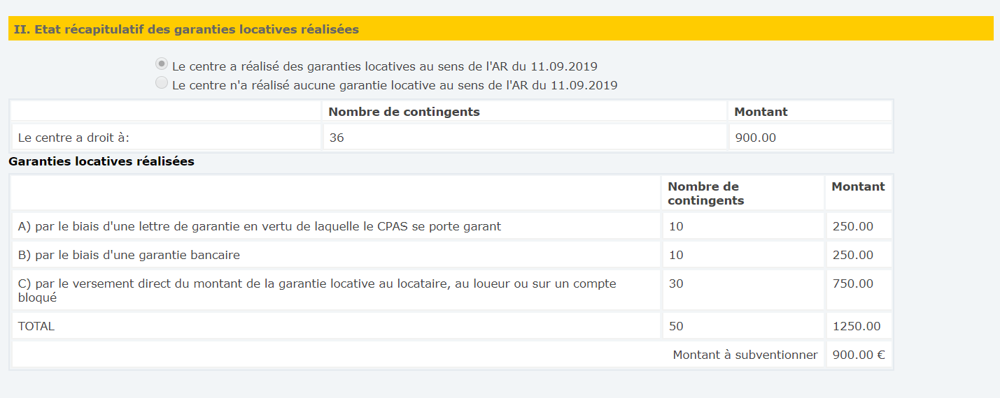 II. Etat récapitulatif des garanties locatives réalisées
Le centre a réalisé des garanties locatives au sens de l'AR du 11.09.2019
Le centre n'a réalisé aucune garantie locative au sens de l'AR du 11.09.2019
Nombre de contingents Montant
Le centre a droit à: 36 900.00
Garanties locatives réalisées
Nombre de Montant
contingents
A) par le biais d'une lettre de garantie en vertu de laquelle le CPAS se porte garant 10 250.00
B) par le biais d'une garantie bancaire 10 250.00
C) par le versement direct du montant de la garantie locative au locataire, au loueur ou sur un compte 30 750.00
bloqué
TOTAL 50 1250.00
Montant à subventionner 900.00 €